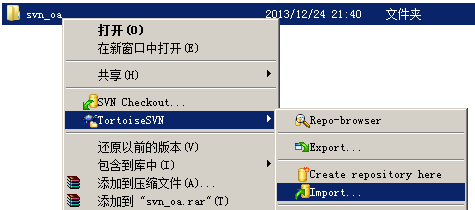 svn_oa 2013/12/24 21:40 文件夹
打开(O)
在新窗口中打开(E)
共享(H)
SVN Checkout...
TortoiseSVN
Repo-browser
还原以前的版本(V)
Export...
包含到库中(I)
Create repository here
添加到压缩文件(A)...
Import...
添加到 "svn_oa.rar"(T)